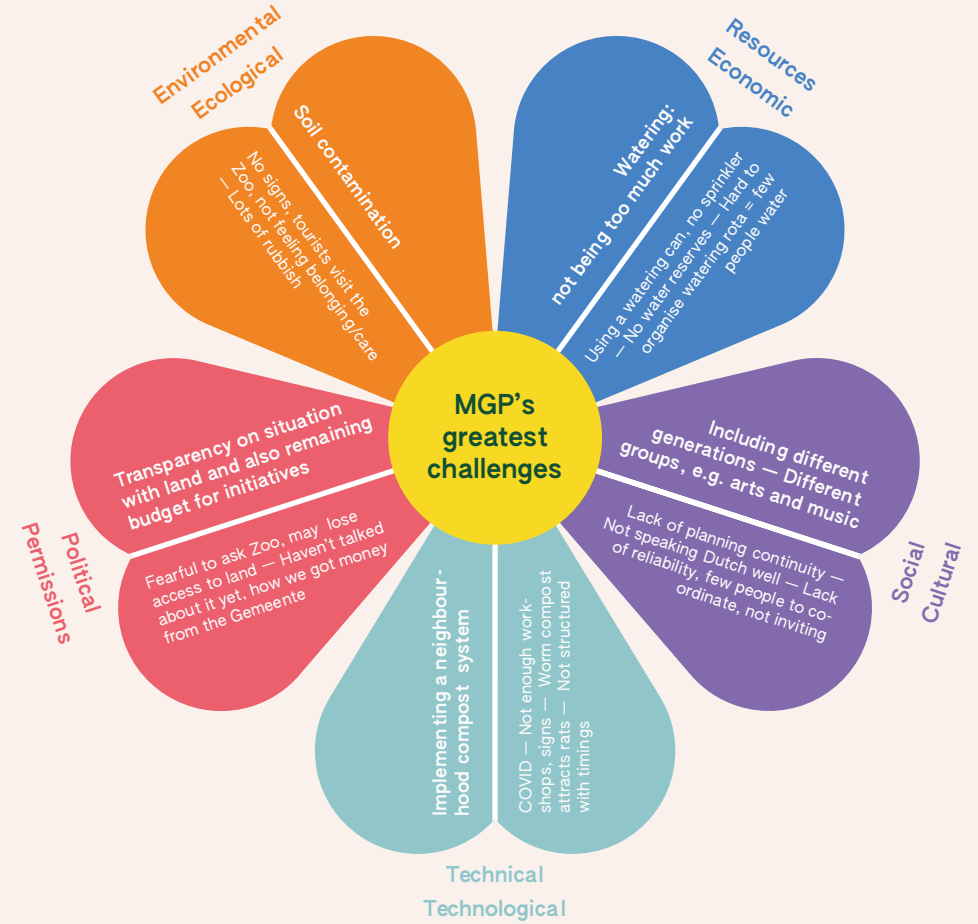 Environmental
Ecological
Soil contamination
No signs, tourists visit the
Zoo, not feeling belonging/care
— Lots of rubbish
Resources
Economic
Watering:
not being too much work
Using a watering can, no sprinkler
— No water reserves — Hard to
organise watering rota = few
people water
MGP’s
greatest
challenges
Transparency on situation
with land and also remaining
budget for initiatives
Fearful to ask Zoo, may lose
access to land — Haven’t talked
about it yet, how we got money
from the Gemeente
Political
Permissions
Including different
generations — Different
groups, e.g. arts and music
Lack of planning continuity —
Not speaking Dutch well — Lack
of reliability, few people to co-
ordinate, not inviting
Social
Cultural
Implementing a neighbour-
hood compost system
COVID — Not enough work-
shops, signs — Worm compost
attracts rats — Not structured
with timings
Technical
Technological